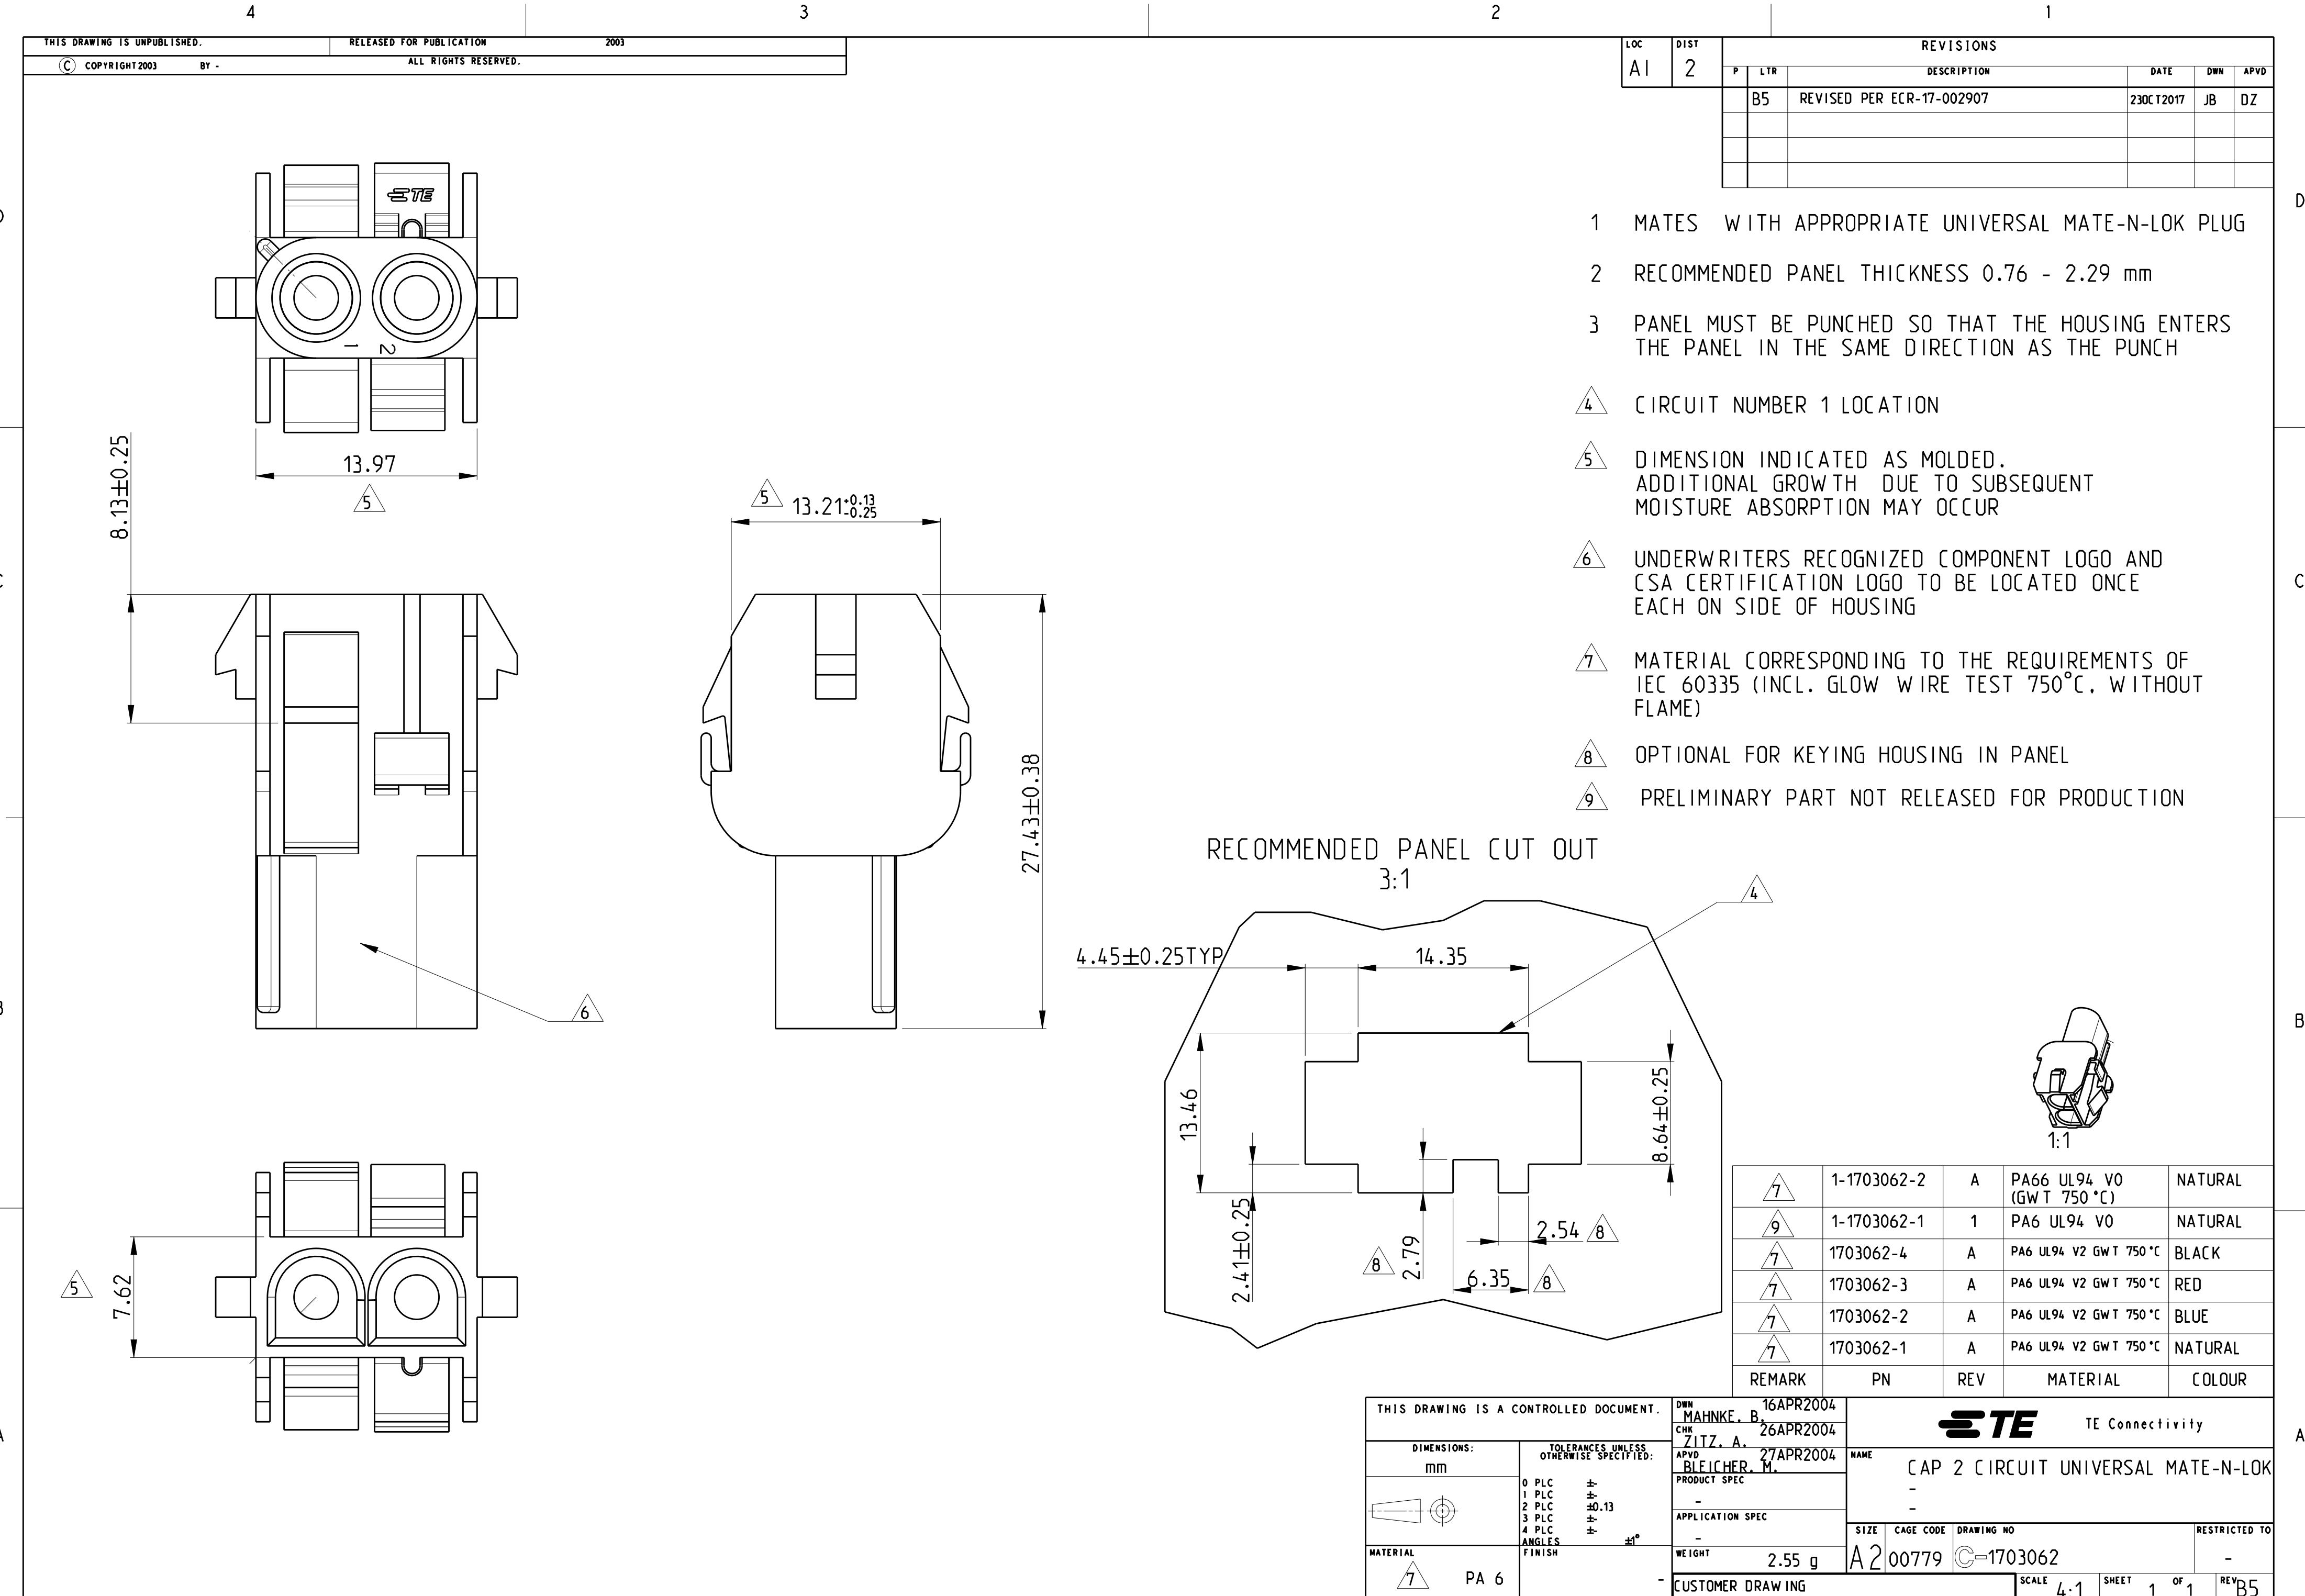 4 3 2 1
THIS DRAWING IS UNPUBLISHED. RELEASED FOR PUBLICATION 2003
© COPYRIGHT 2003 BY - ALL RIGHTS RESERVED.
LOC DIST REVISIONS
AI 2
P LTR DESCRIPTION DATE DWN APVD
B5 REVISED PER ECR-17-002907 23OCT2017 JB DZ
D
TE
1 2
1 MATES WITH APPROPRIATE UNIVERSAL MATE-N-LOK PLUG
2 RECOMMENDED PANEL THICKNESS 0.76 - 2.29 mm
3 PANEL MUST BE PUNCHED SO THAT THE HOUSING ENTERS
THE PANEL IN THE SAME DIRECTION AS THE PUNCH
4 CIRCUIT NUMBER 1 LOCATION
5 DIMENSION INDICATED AS MOLDED.
ADDITIONAL GROWTH DUE TO SUBSEQUENT
MOISTURE ABSORPTION MAY OCCUR
6 UNDERWRITERS RECOGNIZED COMPONENT LOGO AND
CSA CERTIFICATION LOGO TO BE LOCATED ONCE
EACH ON SIDE OF HOUSING
7 MATERIAL CORRESPONDING TO THE REQUIREMENTS OF
IEC 60335 (INCL. GLOW WIRE TEST 750°C, WITHOUT
FLAME)
8 OPTIONAL FOR KEYING HOUSING IN PANEL
9 PRELIMINARY PART NOT RELEASED FOR PRODUCTION
8.13±0.25
13.97
5
5 13.21+0.13
-0.25
C
27.43±0.38
6
RECOMMENDED PANEL CUT OUT
3:1
4
4.45±0.25TYP
14.35
13.46
8.64±0.25
2.41±0.25
8 2.79
2.54 8
6.35 8
B
1:1
5 7.62
7 1-1703062-2 A PA66 UL94 V0 NATURAL
(GWT 750°C)
9 1-1703062-1 1 PA6 UL94 V0 NATURAL
7 1703062-4 A PA6 UL94 V2 GWT 750°C BLACK
7 1703062-3 A PA6 UL94 V2 GWT 750°C RED
7 1703062-2 A PA6 UL94 V2 GWT 750°C BLUE
7 1703062-1 A PA6 UL94 V2 GWT 750°C NATURAL
REMARK PN REV MATERIAL COLOUR
THIS DRAWING IS A CONTROLLED DOCUMENT.
DWN 16APR2004
MAHNKE. B.
CHK 26APR2004
ZITZ. A.
APVD 27APR2004
BLEICHER. M.
TE TE Connectivity
A
DIMENSIONS:
mm
TOLERANCES UNLESS
OTHERWISE SPECIFIED:
0 PLC ±-
1 PLC ±-
2 PLC ±0.13
3 PLC ±-
4 PLC ±-
ANGLES ±1°
PRODUCT SPEC
-
APPLICATION SPEC
-
NAME
CAP 2 CIRCUIT UNIVERSAL MATE-N-LOK
-
-
SIZE CAGE CODE DRAWING NO RESTRICTED TO
A2 00779 C-1703062 -
MATERIAL
7 PA 6
FINISH
-
WEIGHT 2.55 g
CUSTOMER DRAWING
SCALE 4:1 SHEET 1 OF 1 REV B5